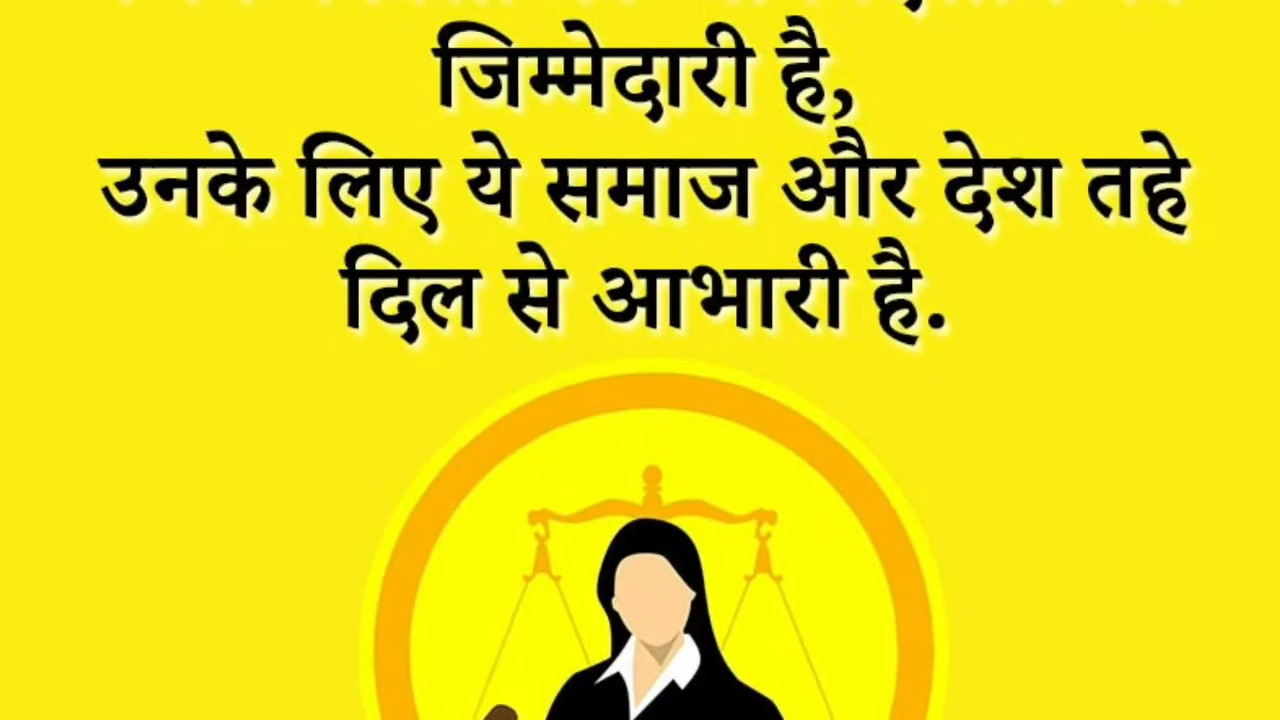 जिम्मेदारी है,
उनके लिए ये समाज और देश तहे
दिल से आभारी है.